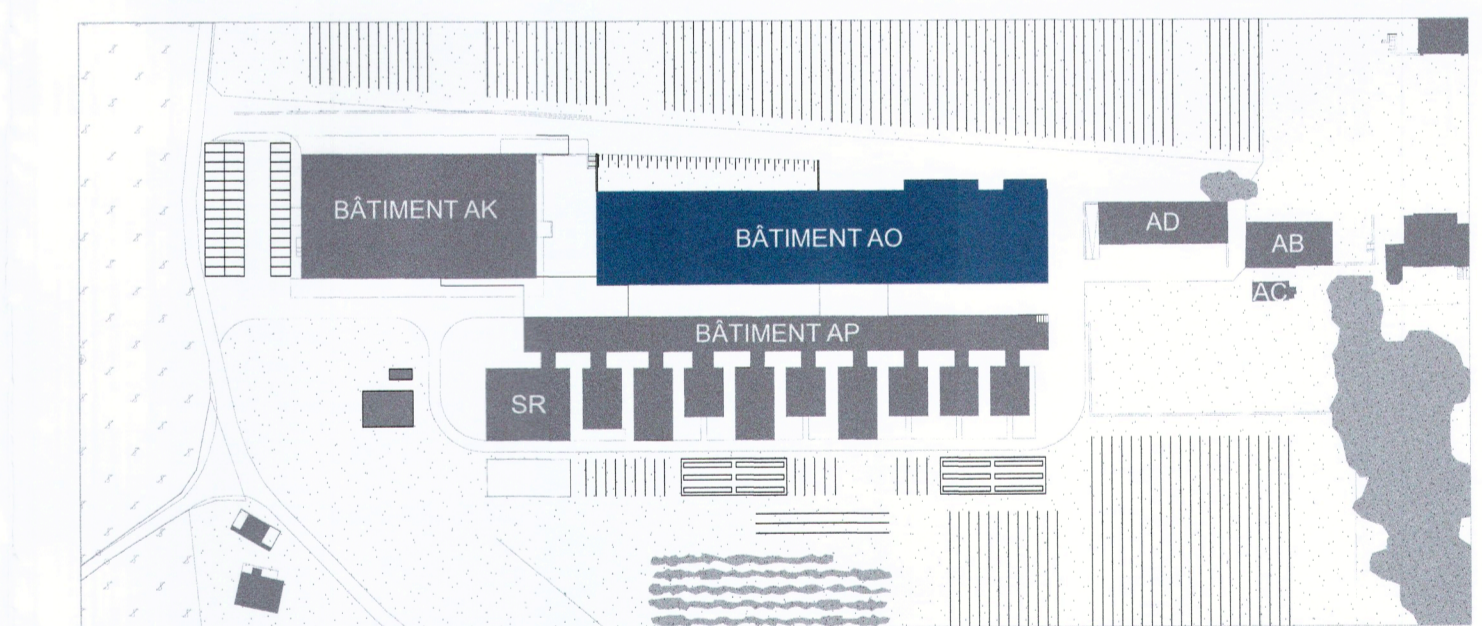 BÂTIMENT AK
BÂTIMENT AO
AD
AB
AC
BÂTIMENT AP
SR